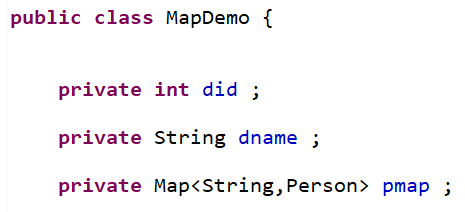 public class MapDemo {
private int did ;
private String dname ;
private Map<String,Person> pmap ;